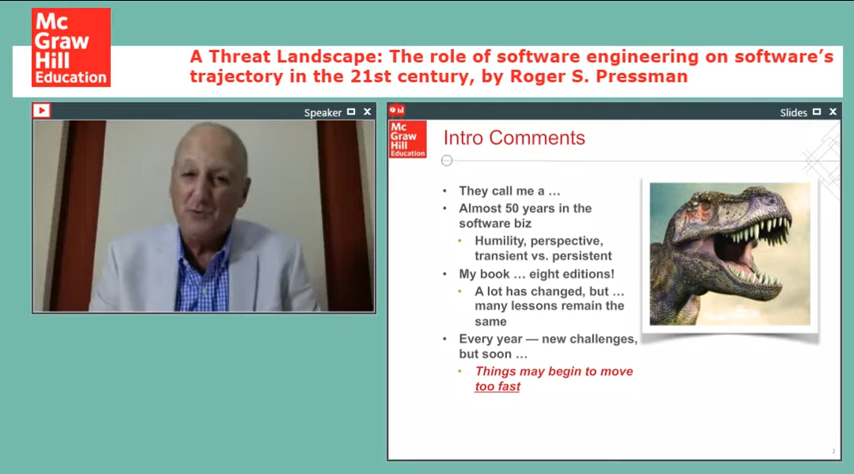 Mc
Graw
Hill
Education
A Threat Landscape: The role of software engineering on software's
trajectory in the 21st century, by Roger S. Pressman
Speaker
Slides
Mc
Graw
Hill
Education
Intro Comments
• They call me a …
• Almost 50 years in the
software biz
• Humility, perspective,
transient vs. persistent
• My book … eight editions!
• A lot has changed, but …
many lessons remain the
same
• Every year — new challenges,
but soon …
• Things may begin to move
too fast
2